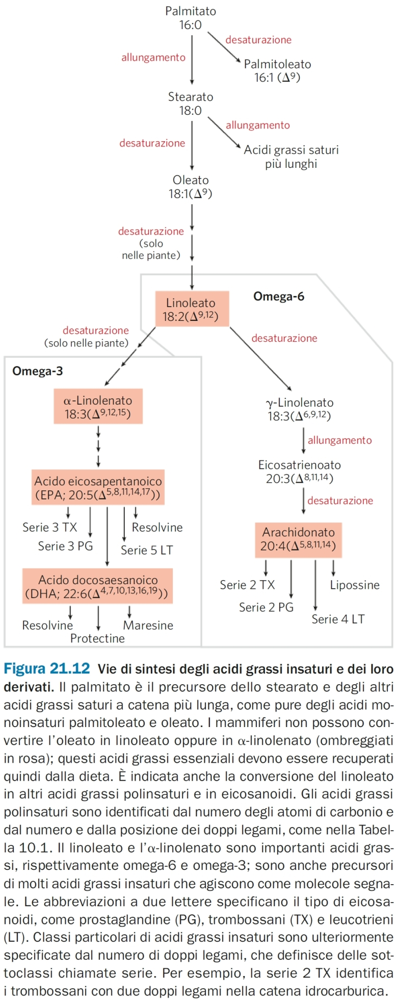 Palmitato
16:0
desaturazione
allungamento
Palmitoleato
16:1 (Δ⁹)
Stearato
18:0
allungamento
desaturazione
Acidi grassi saturi
più lunghi
Oleato
18:1(Δ⁹)
desaturazione
(solo
nelle piante)
Omega-6
Linoleato
18:2(Δ⁹,¹²)
desaturazione
(solo nelle piante)
desaturazione
Omega-3
α-Linolenato
18:3(Δ⁹,¹²,¹⁵)
γ-Linolenato
18:3(Δ⁶,⁹,¹²)
allungamento
Eicosatrienoato
20:3(Δ⁸,¹¹,¹⁴)
desaturazione
Acido eicosapentanoico
(EPA; 20:5(Δ⁵,⁸,¹¹,¹⁴,¹⁷))
Serie 3 TX
Resolvine
Serie 3 PG
Serie 5 LT
Arachidonato
20:4(Δ⁵,⁸,¹¹,¹⁴)
Serie 2 TX
Lipossine
Serie 2 PG
Serie 4 LT
Acido docosaesanoico
(DHA; 22:6(Δ⁴,⁷,¹⁰,¹³,¹⁶,¹⁹))
Resolvine
Maresine
Protectine
Figura 21.12 Vie di sintesi degli acidi grassi insaturi e dei loro
derivati. Il palmitato è il precursore dello stearato e degli altri
acidi grassi saturi a catena più lunga, come pure degli acidi mo-
noinsaturi palmitoleato e oleato. I mammiferi non possono con-
vertire l'oleato in linoleato oppure in α-linolenato (ombreggiati
in rosa); questi acidi grassi essenziali devono essere recuperati
quindi dalla dieta. È indicata anche la conversione del linoleato
in altri acidi grassi polinsaturi e in eicosanoidi. Gli acidi grassi
polinsaturi sono identificati dal numero degli atomi di carbonio e
dal numero e dalla posizione dei doppi legami, come nella Tabel-
la 10.1. Il linoleato e l'α-linolenato sono importanti acidi gras-
si, rispettivamente omega-6 e omega-3; sono anche precursori
di molti acidi grassi insaturi che agiscono come molecole segna-
le. Le abbreviazioni a due lettere specificano il tipo di eicosa-
noidi, come prostaglandine (PG), trombossani (TX) e leucotrieni
(LT). Classi particolari di acidi grassi insaturi sono ulteriormente
specificate dal numero di doppi legami, che definisce delle sot-
toclassi chiamate serie. Per esempio, la serie 2 TX identifica
i trombossani con due doppi legami nella catena idrocarburica.